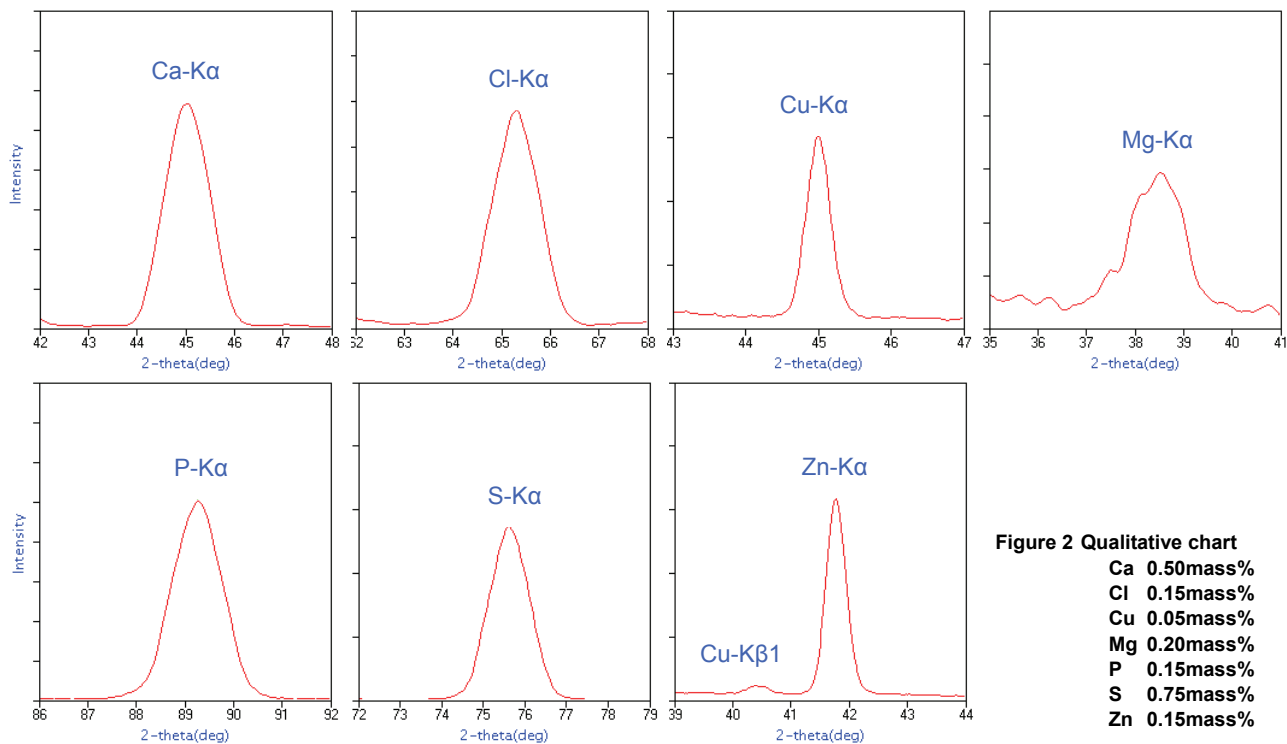 Ca-Kα
Intensity
42 43 44 45 46 47 48
2-theta(deg)
Cl-Kα
62 63 64 65 66 67 68
2-theta(deg)
Cu-Kα
43 44 45 46 47
2-theta(deg)
Mg-Kα
35 36 37 38 39 40 41
2-theta(deg)
P-Kα
Intensity
86 87 88 89 90 91 92
2-theta(deg)
S-Kα
72 73 74 75 76 77 78 79
2-theta(deg)
Zn-Kα
Cu-Kβ1
39 40 41 42 43 44
2-theta(deg)
Figure 2 Qualitative chart
Ca 0.50mass%
Cl 0.15mass%
Cu 0.05mass%
Mg 0.20mass%
P 0.15mass%
S 0.75mass%
Zn 0.15mass%